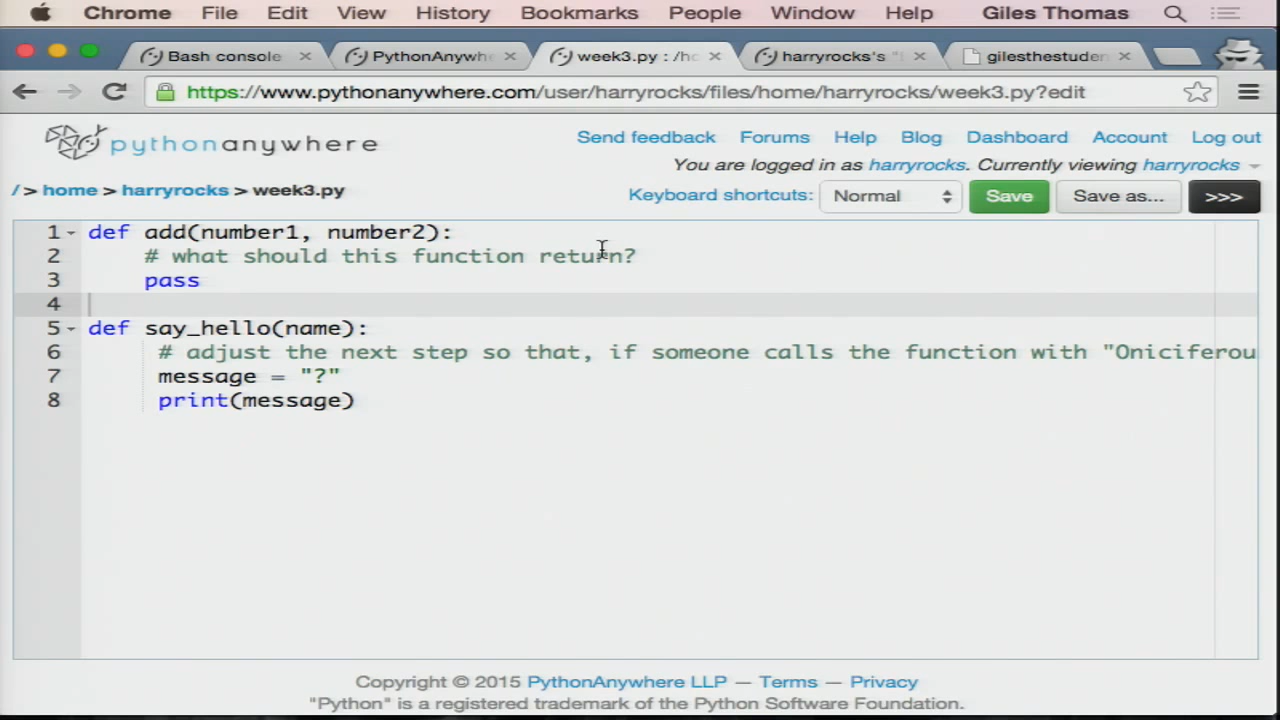 Chrome File Edit View History Bookmarks People Window Help Giles Thomas
Bash console PythonAnywhe week3.py : /ho harryrocks's "l gilesthestuden
https://www.pythonanywhere.com/user/harryrocks/files/home/harryrocks/week3.py?edit
pythonanywhere
Send feedback Forums Help Blog Dashboard Account Log out
You are logged in as harryrocks. Currently viewing harryrocks
/ > home > harryrocks > week3.py
Keyboard shortcuts: Normal Save Save as... >>>
1 def add(number1, number2):
2 # what should this function return?
3 pass
4
5 def say_hello(name):
6 # adjust the next step so that, if someone calls the function with "Oniciferou
7 message = "?"
8 print(message)
Copyright © 2015 PythonAnywhere LLP — Terms — Privacy
"Python" is a registered trademark of the Python Software Foundation.